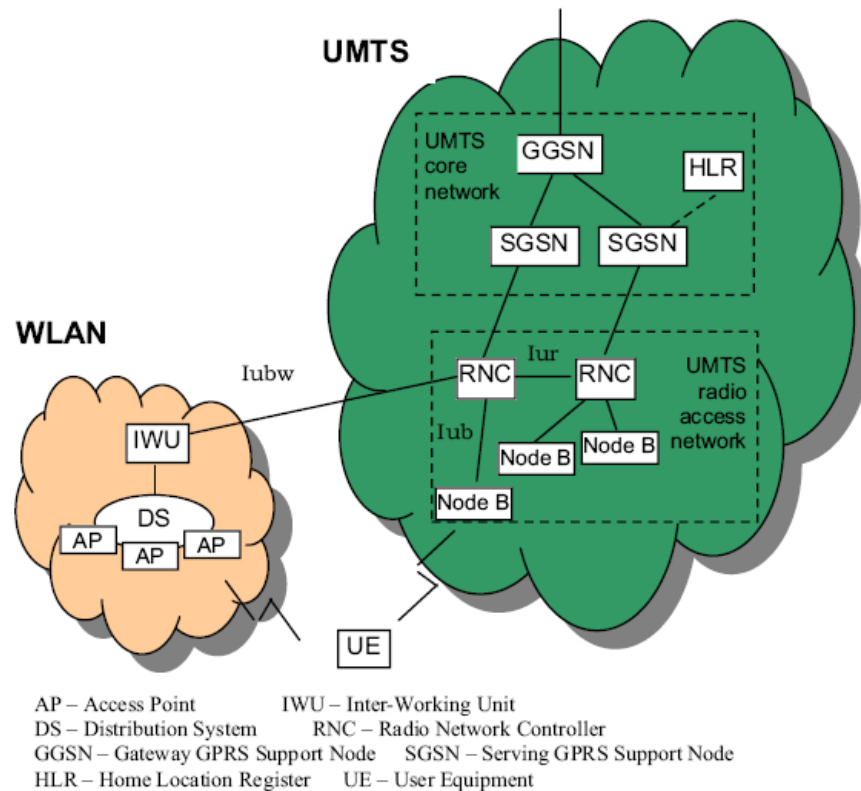 UMTS
UMTS
core
network
GGSN
HLR
SGSN
SGSN
WLAN
Iubw
RNC
Iur
RNC
UMTS
radio
access
network
IWU
Iub
Node B
Node B
Node B
DS
AP
AP
AP
UE
AP – Access Point IWU – Inter-Working Unit
DS – Distribution System RNC – Radio Network Controller
GGSN – Gateway GPRS Support Node SGSN – Serving GPRS Support Node
HLR – Home Location Register UE – User Equipment